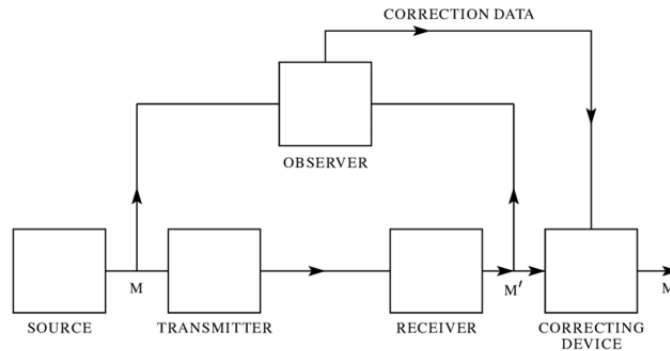 CORRECTION DATA
OBSERVER
M
M′
M
SOURCE
TRANSMITTER
RECEIVER
CORRECTING
DEVICE